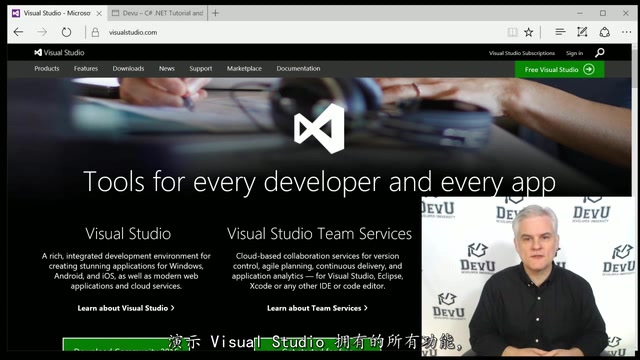 Visual Studio - Microsof
Devu – C# .NET Tutorial and
visualstudio.com
Visual Studio
Visual Studio Subscriptions
Sign in
Products
Features
Downloads
News
Support
Marketplace
Documentation
Free Visual Studio
Tools for every developer and every app
Visual Studio
A rich, integrated development environment for
creating stunning applications for Windows,
Android, and iOS, as well as modern web
applications and cloud services.
Learn about Visual Studio
Visual Studio Team Services
Cloud-based collaboration services for version
control, agile planning, continuous delivery, and
application analytics — for Visual Studio, Eclipse,
Xcode or any other IDE or code editor.
Learn about Team Services
DEVU
DEVELOPER UNIVERSITY
DEVU
DEVU
DEVU
DEVU
演示 Visual Studio 拥有的所有功能,